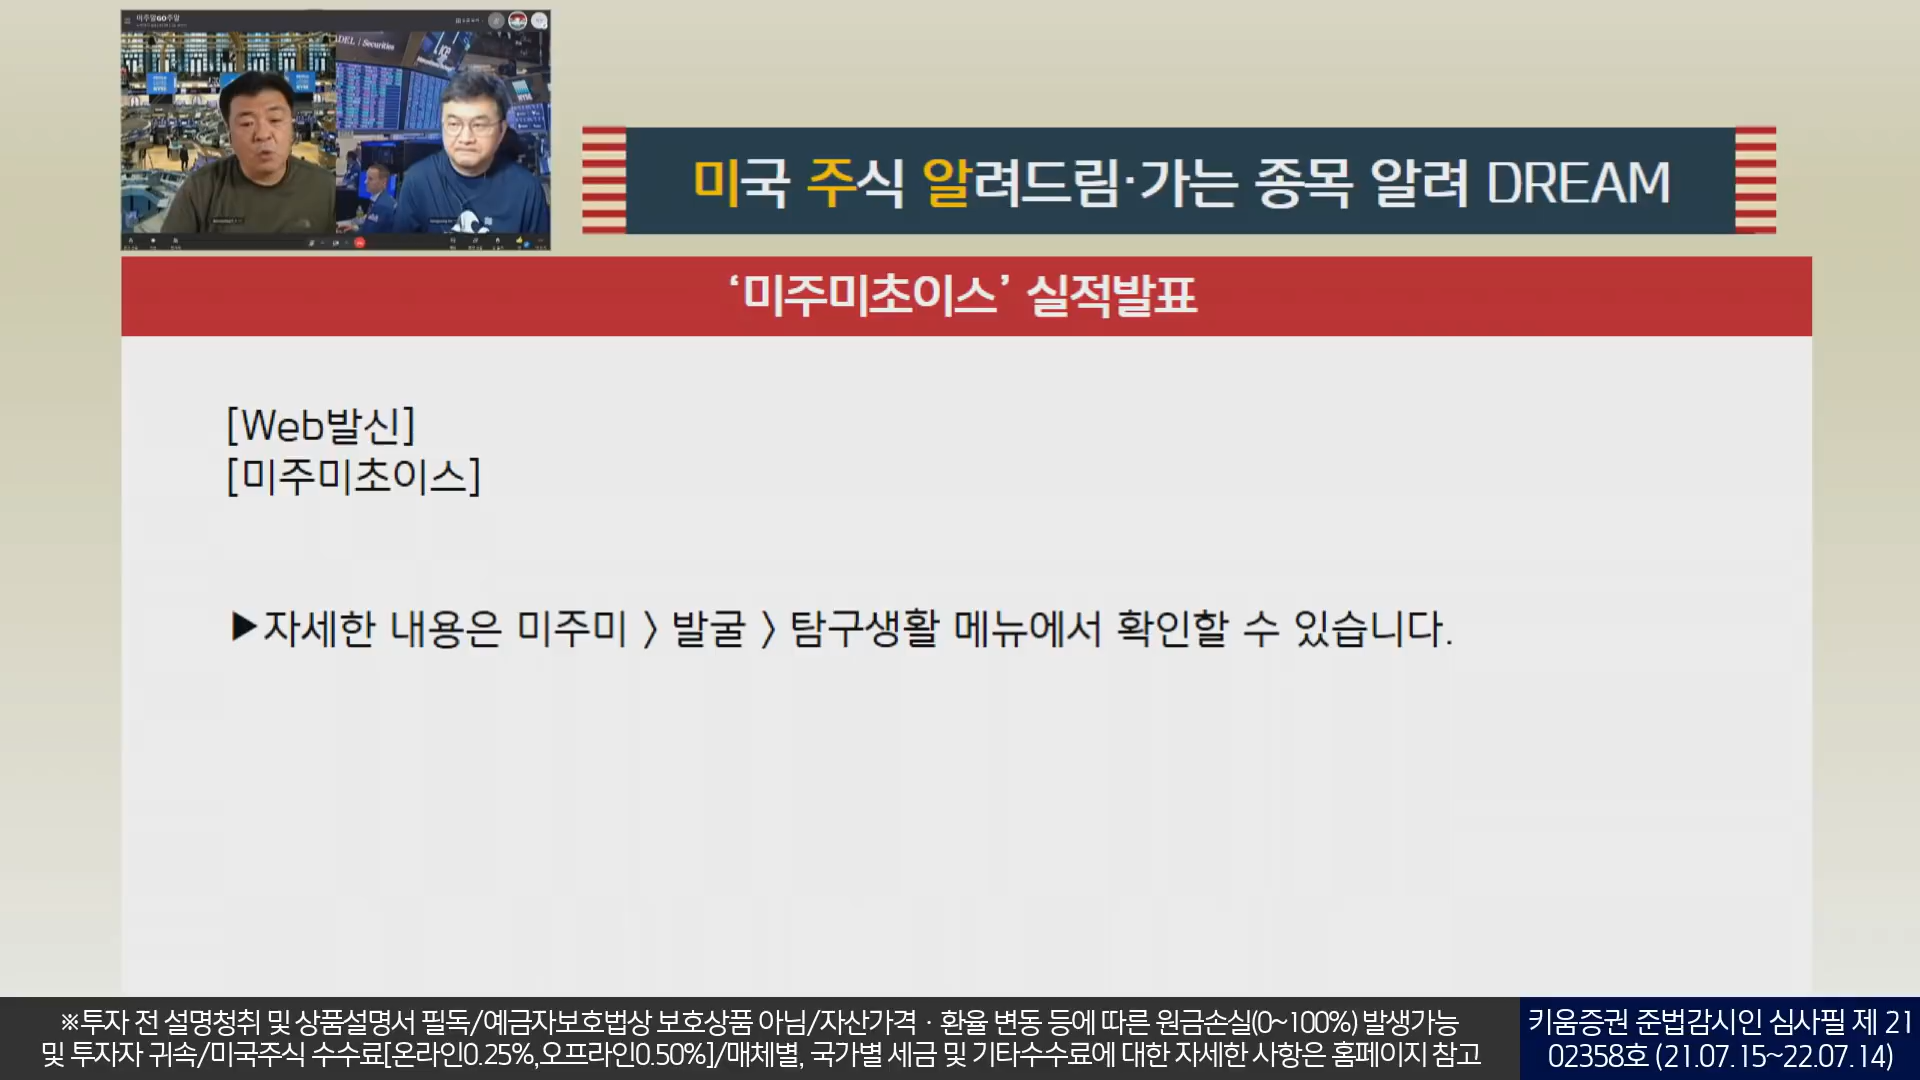 미주알GO주알
DEL | Securities
미국 주식 알려드림·가는 종목 알려 DREAM
‘미주미초이스’ 실적발표
[Web발신]
[미주미초이스]
▶자세한 내용은 미주미 > 발굴 > 탐구생활 메뉴에서 확인할 수 있습니다.
※투자 전 설명청취 및 상품설명서 필독/예금자보호법상 보호상품 아님/자산가격 · 환율 변동 등에 따른 원금손실(0~100%) 발생가능
및 투자자 귀속/미국주식 수수료[온라인0.25%,오프라인0.50%]/매체별, 국가별 세금 및 기타수수료에 대한 자세한 사항은 홈페이지 참고
키움증권 준법감시인 심사필 제 21
02358호 (21.07.15~22.07.14)